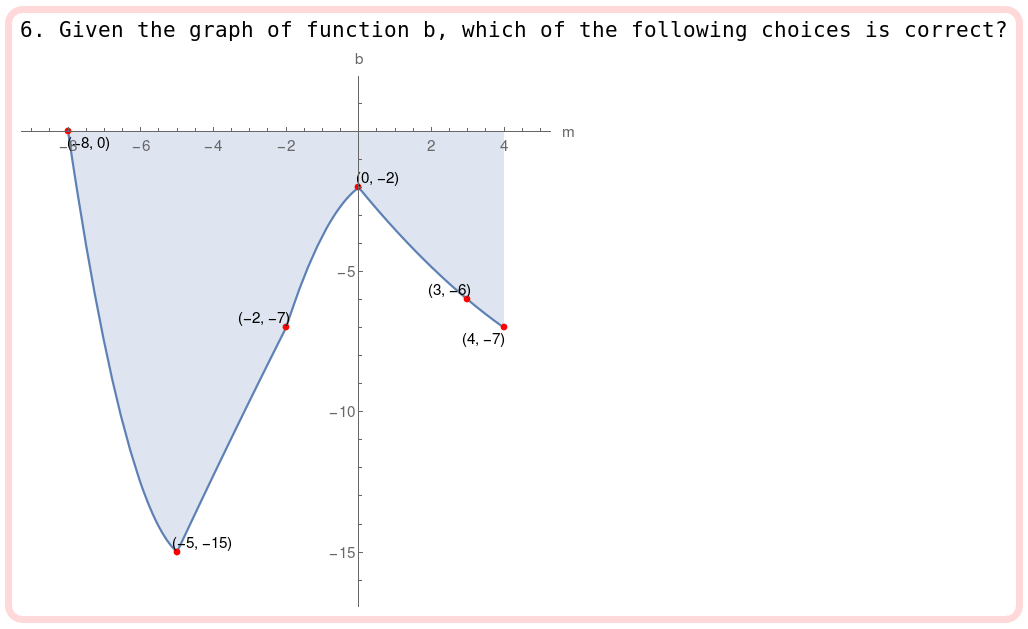 6. Given the graph of function b, which of the following choices is correct?
b
m
−8 −6 −4 −2 2 4
(−8, 0)
(0, −2)
−5
(3, −6)
(−2, −7)
(4, −7)
−10
(−5, −15)
−15